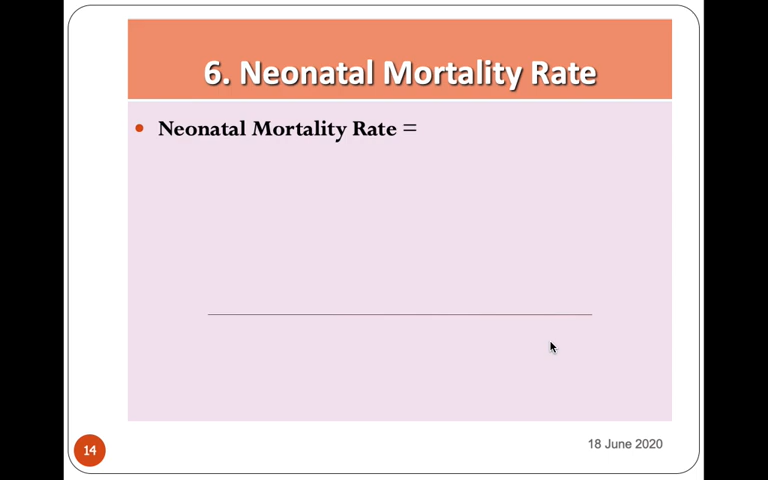 6. Neonatal Mortality Rate
Neonatal Mortality Rate =
14
18 June 2020